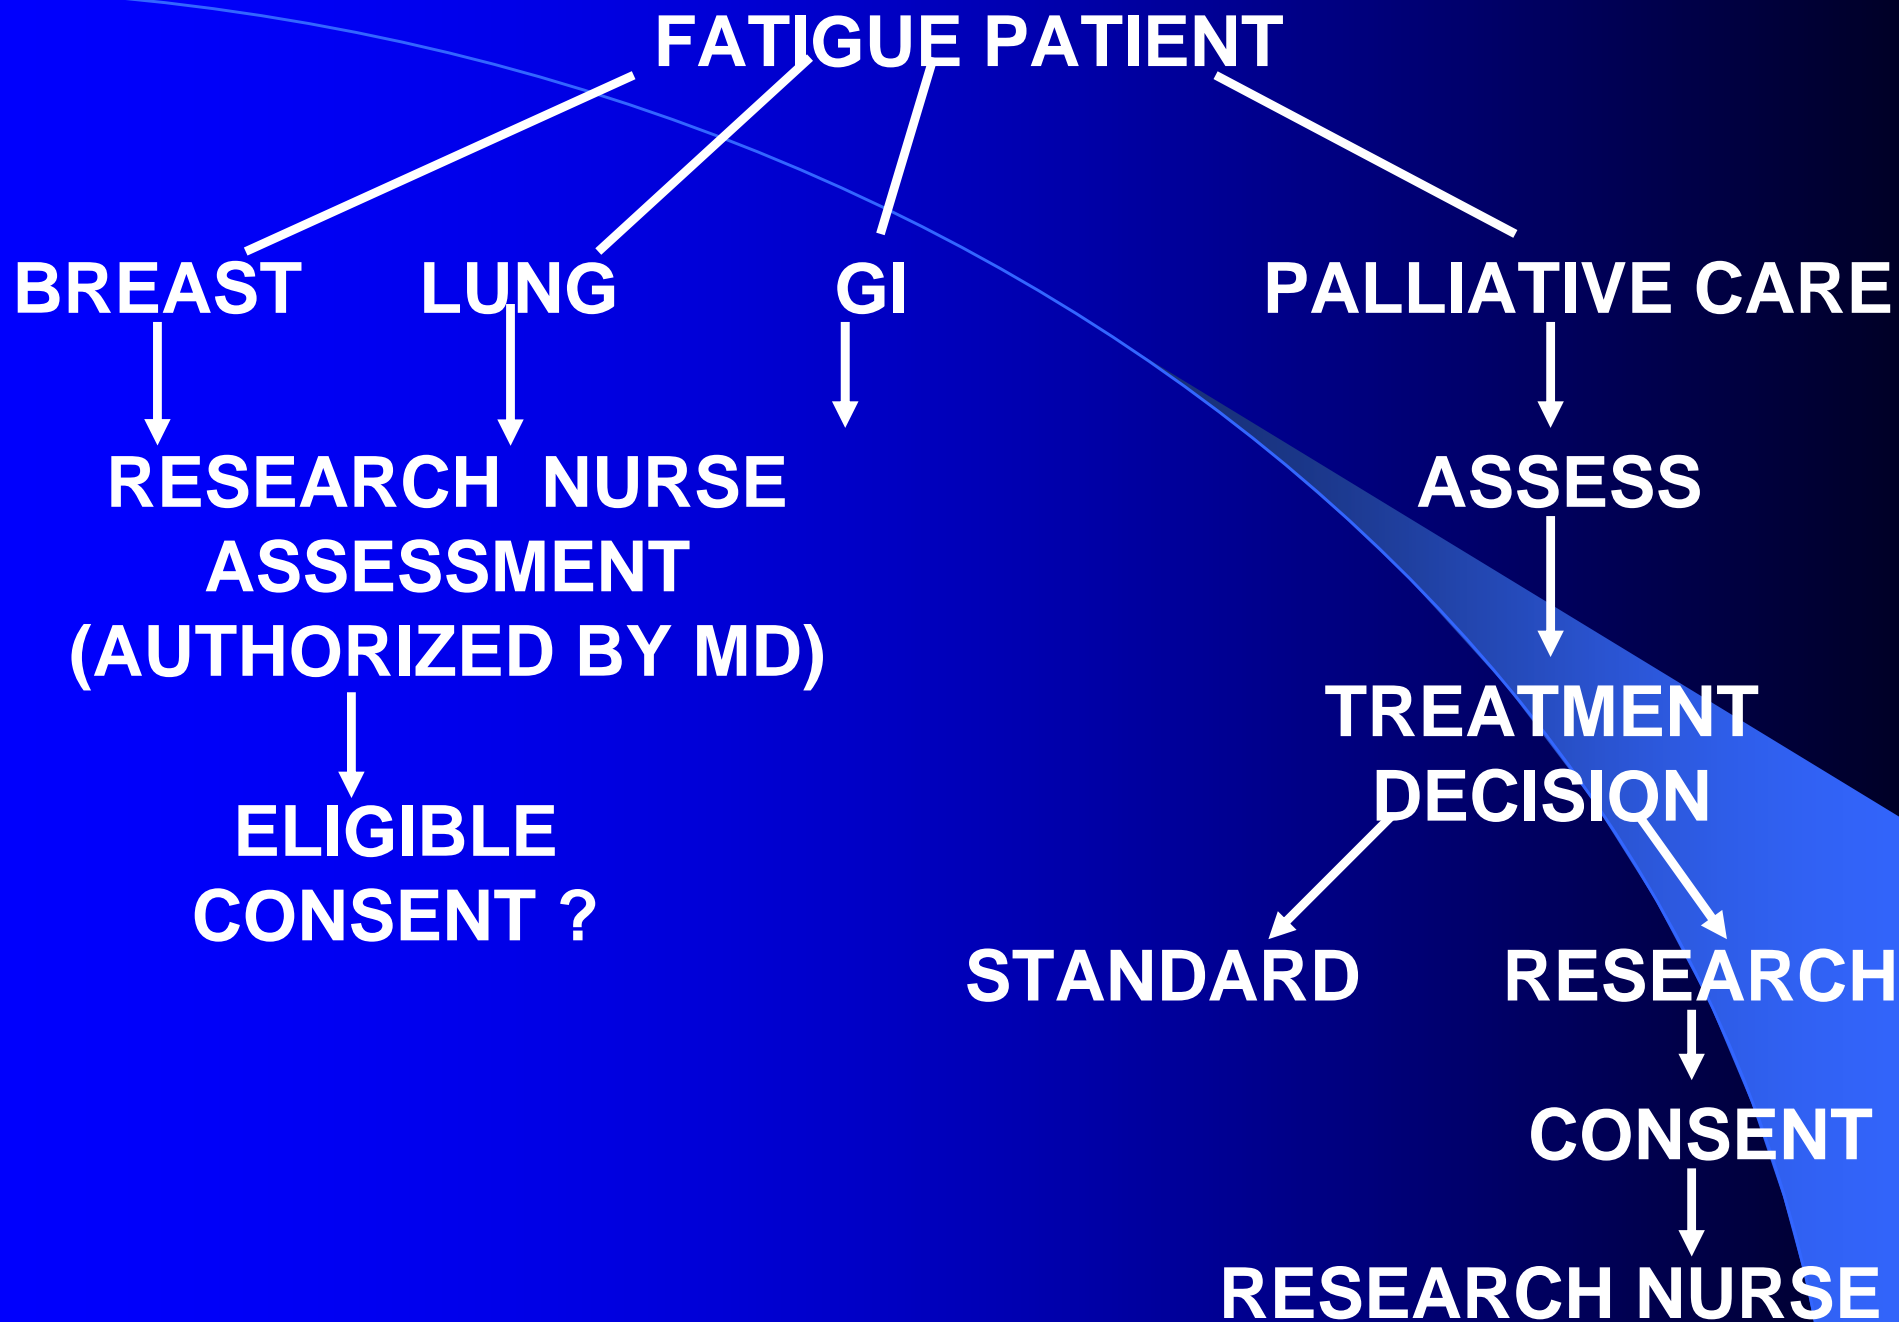 FATIGUE PATIENT
BREAST LUNG GI PALLIATIVE CARE
RESEARCH NURSE
ASSESSMENT
(AUTHORIZED BY MD)
ELIGIBLE
CONSENT ?
ASSESS
TREATMENT
DECISION
STANDARD RESEARCH
CONSENT
RESEARCH NURSE